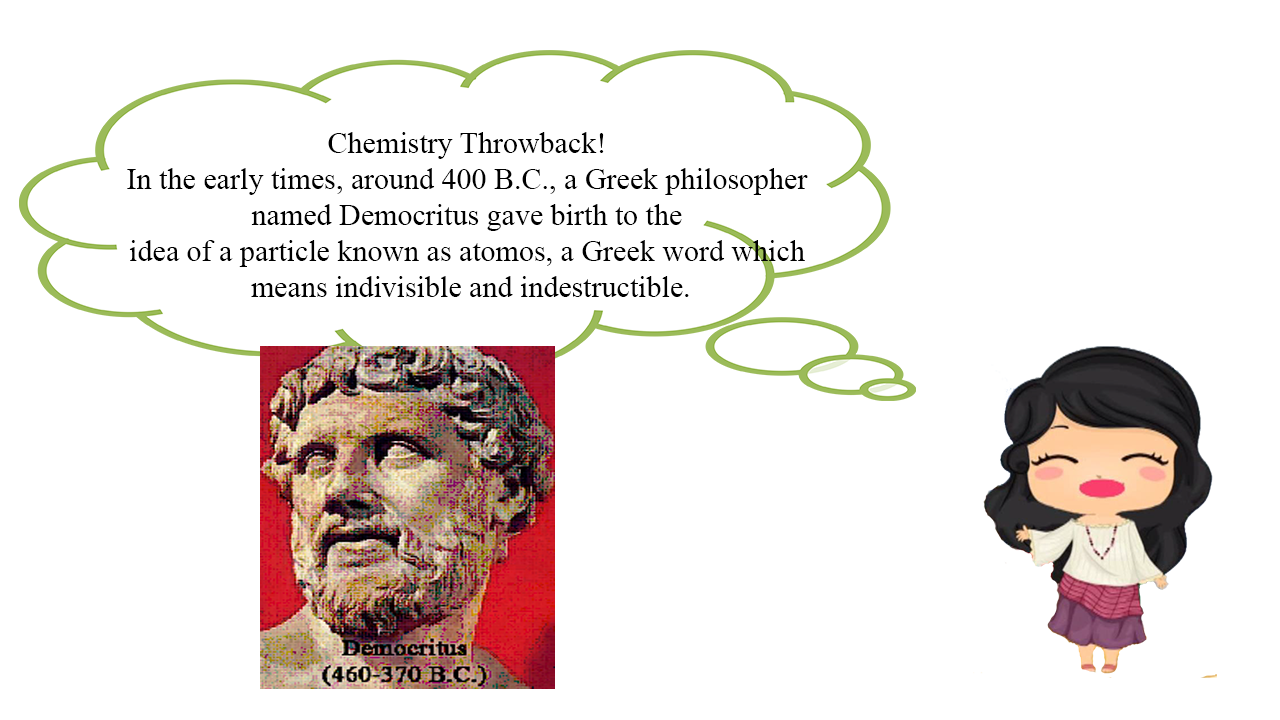 Chemistry Throwback!
In the early times, around 400 B.C., a Greek philosopher
named Democritus gave birth to the
idea of a particle known as atomos, a Greek word which
means indivisible and indestructible.
Democritus
(460-370 B.C.)